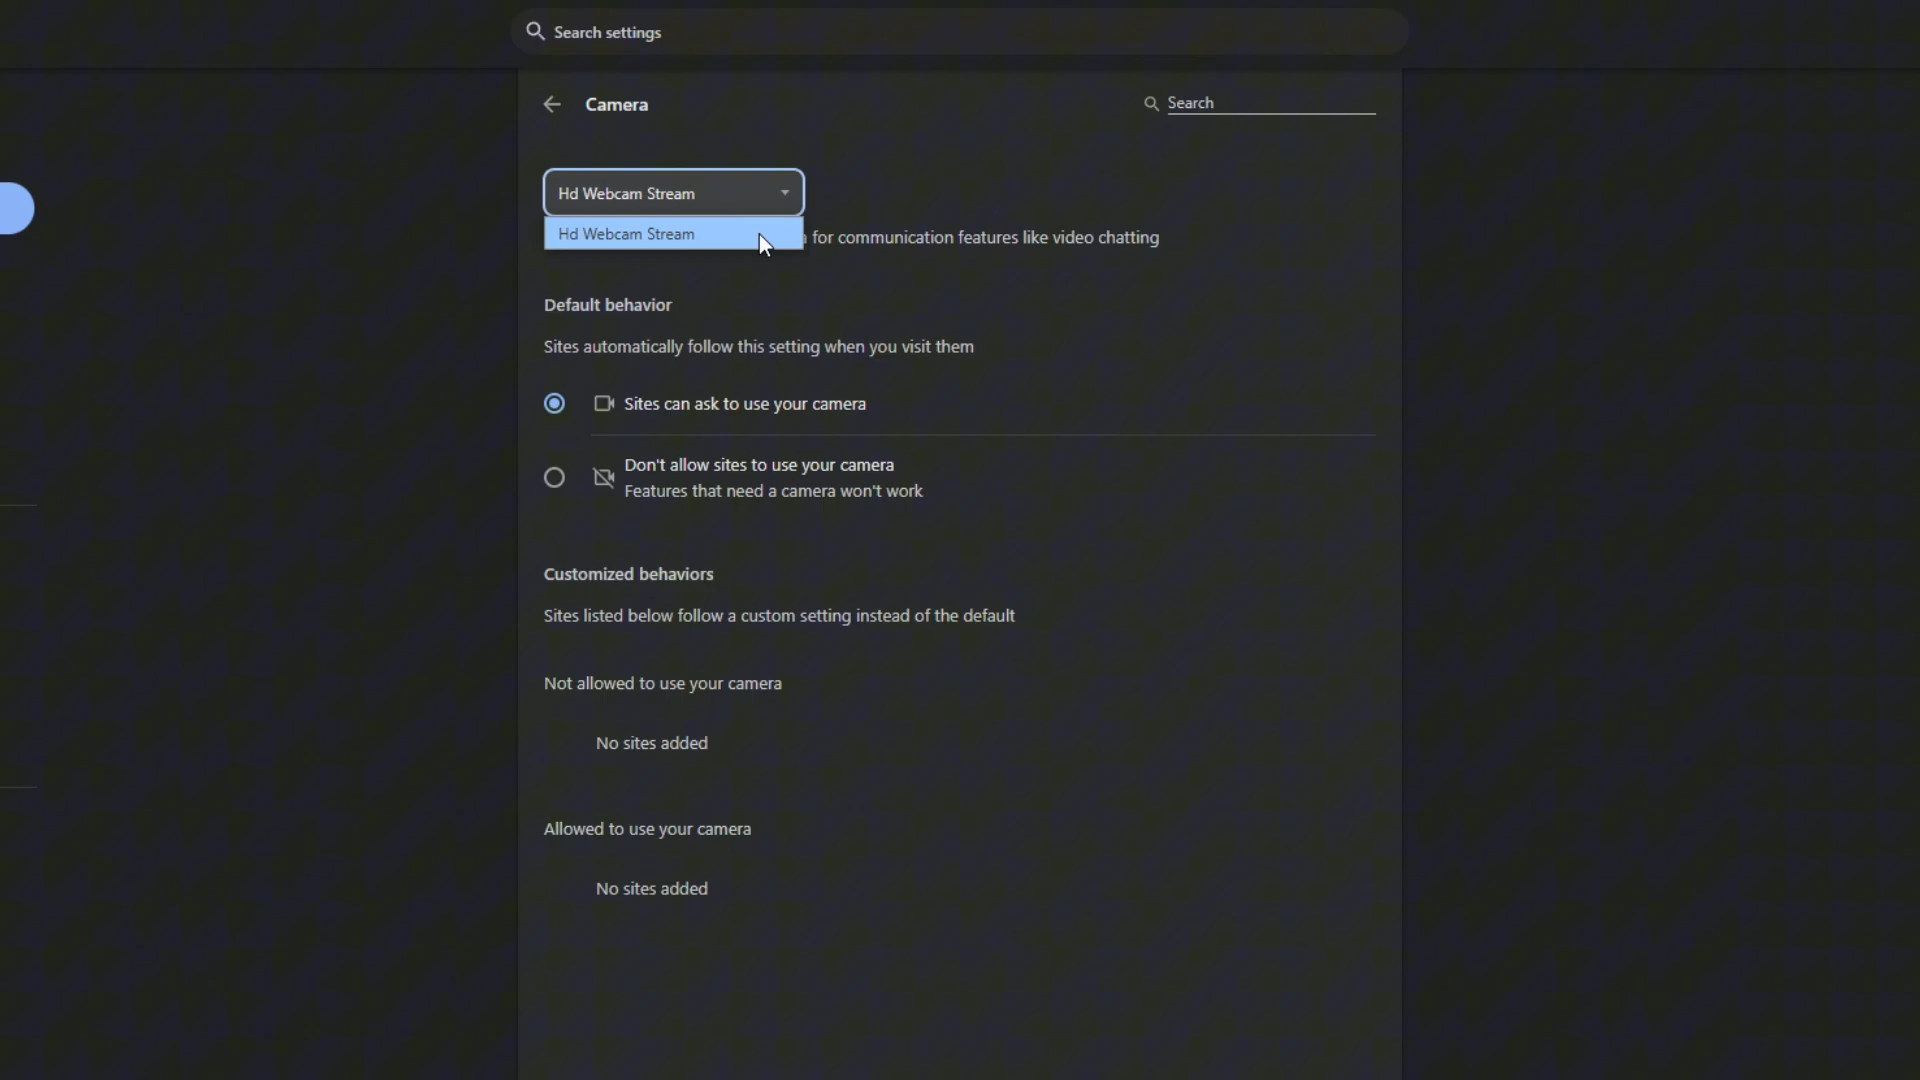 Search settings
Camera
Search
Hd Webcam Stream
Hd Webcam Stream
for communication features like video chatting
Default behavior
Sites automatically follow this setting when you visit them
Sites can ask to use your camera
Don't allow sites to use your camera
Features that need a camera won't work
Customized behaviors
Sites listed below follow a custom setting instead of the default
Not allowed to use your camera
No sites added
Allowed to use your camera
No sites added